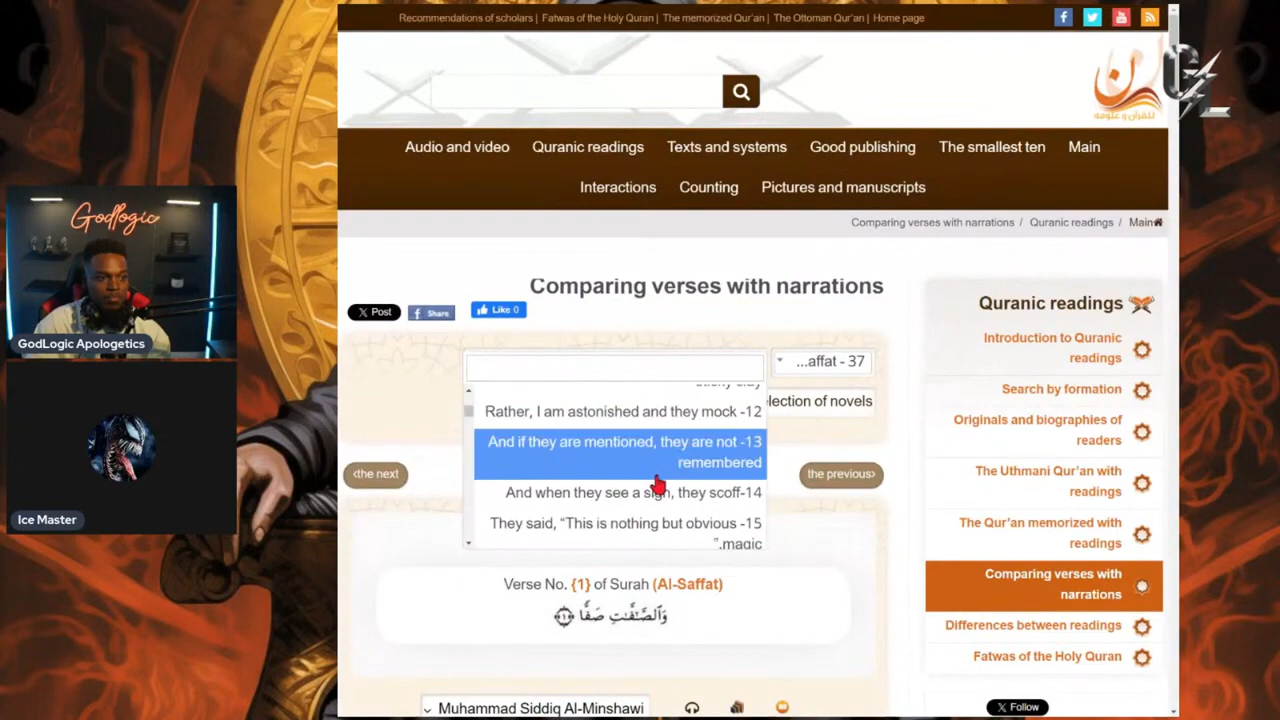 Recommendations of scholars | Fatwas of the Holy Quran | The memorized Qur'an | The Ottoman Qur'an | Home page
Audio and video Quranic readings Texts and systems Good publishing The smallest ten Main
Interactions Counting Pictures and manuscripts
Comparing verses with narrations / Quranic readings / Main
Comparing verses with narrations
Post
Share
Like 0
...affat - 37
lection of novels
Rather, I am astonished and they mock -12
And if they are mentioned, they are not -13
remembered
And when they see a sign, they scoff-14
They said, “This is nothing but obvious -15
”.magic
‹the next
the previous›
Verse No. {1} of Surah (Al-Saffat)
وَٱلصَّٰٓفَّٰتِ صَفّٗا ١
Muhammad Siddiq Al-Minshawi
Quranic readings
Introduction to Quranic
readings
Search by formation
Originals and biographies of
readers
The Uthmani Qur'an with
readings
The Qur'an memorized with
readings
Comparing verses with
narrations
Differences between readings
Fatwas of the Holy Quran
Follow
ن
للقرآن و علومه
GL
Godlogic
GodLogic Apologetics
Ice Master